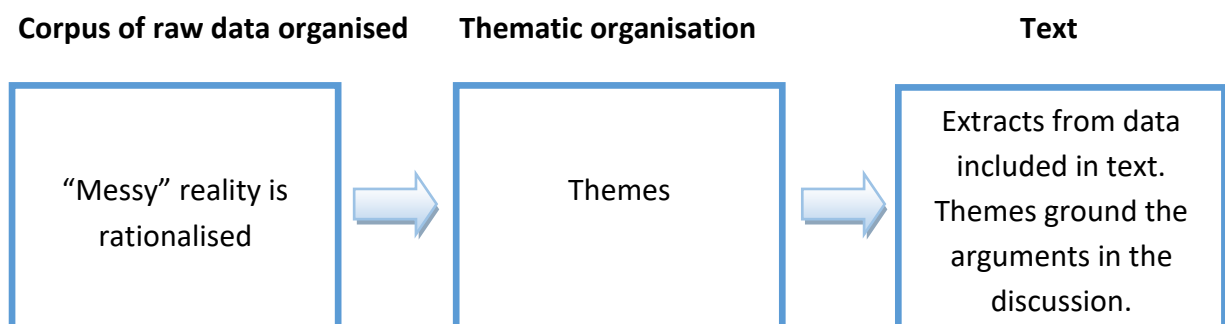 Corpus of raw data organised
Thematic organisation
Text
“Messy” reality is
rationalised
Themes
Extracts from data
included in text.
Themes ground the
arguments in the
discussion.